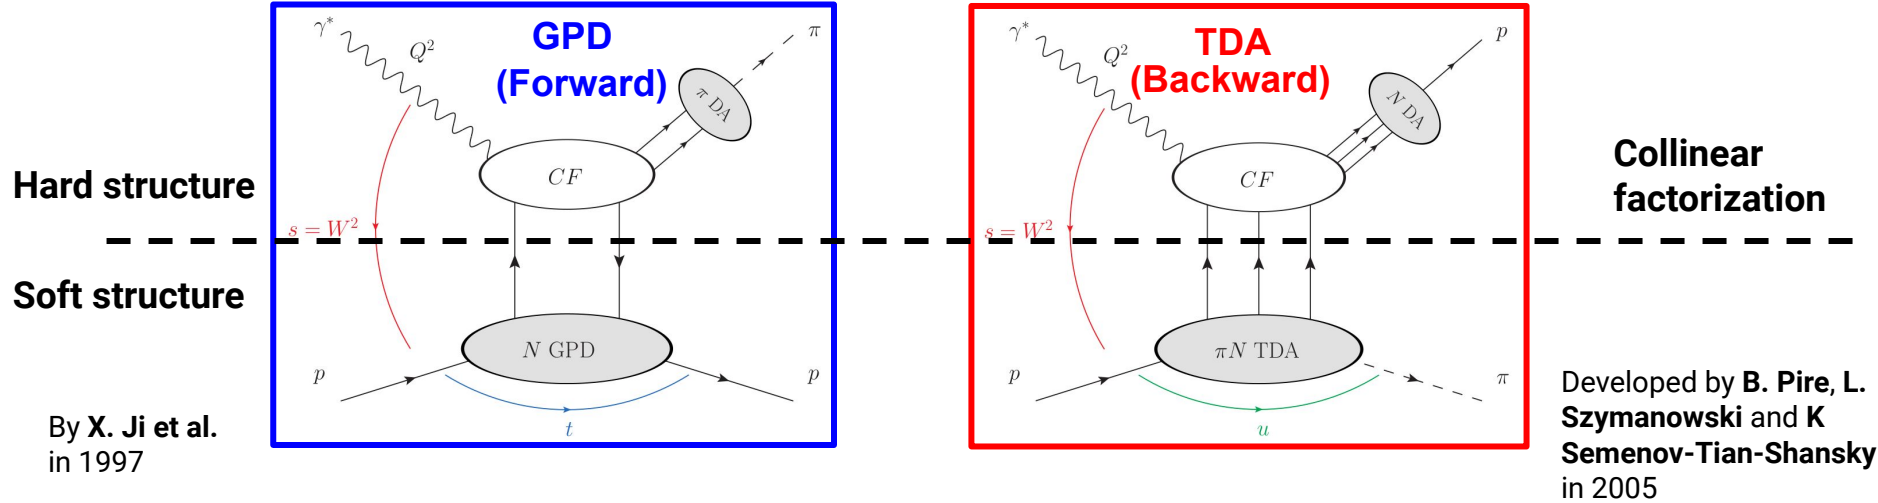 Hard structure
Soft structure
By X. Ji et al.
in 1997
γ*
Q²
GPD
(Forward)
π
π DA
CF
s = W²
N GPD
p
p
t
γ*
Q²
TDA
(Backward)
p
N DA
CF
s = W²
πN TDA
p
π
u
Collinear
factorization
Developed by B. Pire, L.
Szymanowski and K
Semenov-Tian-Shansky
in 2005